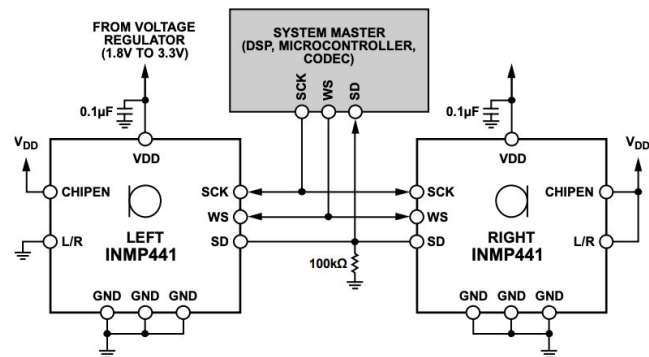 FROM VOLTAGE
REGULATOR
(1.8V TO 3.3V)
SYSTEM MASTER
(DSP, MICROCONTROLLER,
CODEC)
SCK
WS
SD
0.1µF
0.1µF
VDD
VDD
VDD
VDD
CHIPEN
SCK
SCK
CHIPEN
WS
WS
L/R
LEFT
INMP441
SD
SD
RIGHT
INMP441
L/R
100kΩ
GND
GND
GND
GND
GND
GND